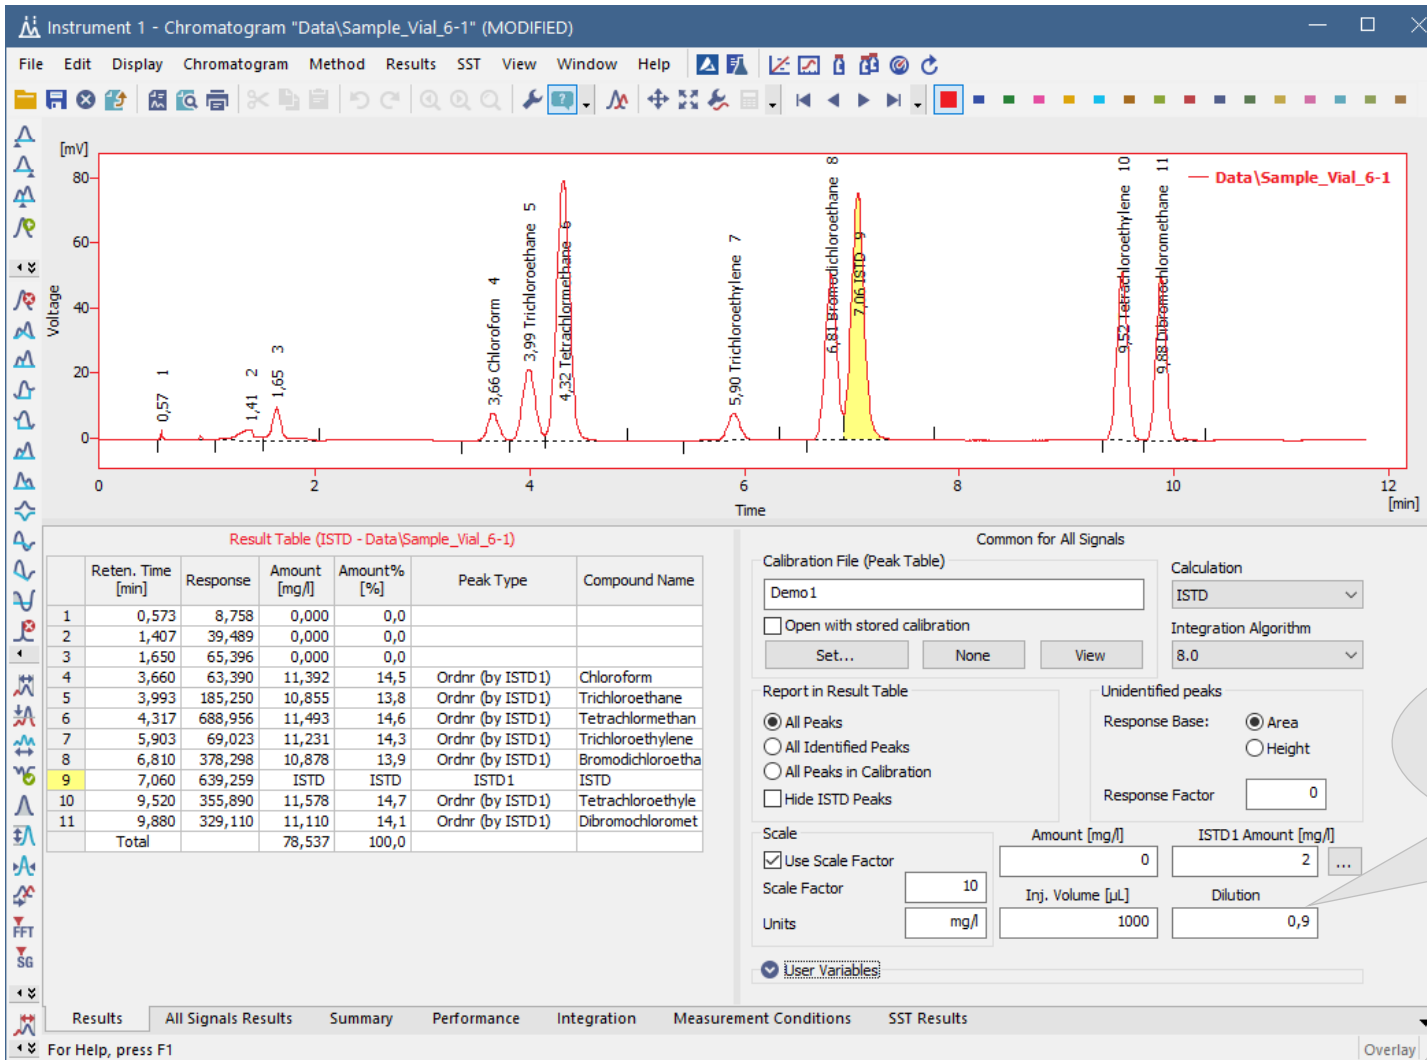 Instrument 1 - Chromatogram "Data\Sample_Vial_6-1" (MODIFIED)
File Edit Display Chromatogram Method Results SST View Window Help
[mV]
80
60
40
20
0
Voltage
0,57 1
1,41 2
1,65 3
3,66 Chloroform 4
3,99 Trichloroethane 5
4,32 Tetrachlormethane 6
5,90 Trichloroethylene 7
6,81 Bromodichloroethane 8
7,06 ISTD 9
9,52 Tetrachloroethylene 10
9,88 Dibromochloromethane 11
Data\Sample_Vial_6-1
0 2 4 6 8 10 12
Time
[min]
Result Table (ISTD - Data\Sample_Vial_6-1)
Reten. Time [min] Response Amount [mg/l] Amount% [%] Peak Type Compound Name
1 0,573 8,758 0,000 0,0
2 1,407 39,489 0,000 0,0
3 1,650 65,396 0,000 0,0
4 3,660 63,390 11,392 14,5 Ordnr (by ISTD1) Chloroform
5 3,993 185,250 10,855 13,8 Ordnr (by ISTD1) Trichloroethane
6 4,317 688,956 11,493 14,6 Ordnr (by ISTD1) Tetrachlormethan
7 5,903 69,023 11,231 14,3 Ordnr (by ISTD1) Trichloroethylene
8 6,810 378,298 10,878 13,9 Ordnr (by ISTD1) Bromodichloroetha
9 7,060 639,259 ISTD ISTD ISTD1 ISTD
10 9,520 355,890 11,578 14,7 Ordnr (by ISTD1) Tetrachloroethyle
11 9,880 329,110 11,110 14,1 Ordnr (by ISTD1) Dibromochloromet
Total 78,537 100,0
Common for All Signals
Calibration File (Peak Table)
Demo1
Open with stored calibration
Set... None View
Calculation
ISTD
Integration Algorithm
8.0
Report in Result Table
All Peaks
All Identified Peaks
All Peaks in Calibration
Hide ISTD Peaks
Unidentified peaks
Response Base: Area
Height
Response Factor 0
Scale
Use Scale Factor
Scale Factor 10
Units mg/l
Amount [mg/l]
0
ISTD1 Amount [mg/l]
2 ...
Inj. Volume [µL]
1000
Dilution
0,9
User Variables
FFT
SG
Results All Signals Results Summary Performance Integration Measurement Conditions SST Results
For Help, press F1
Overlay